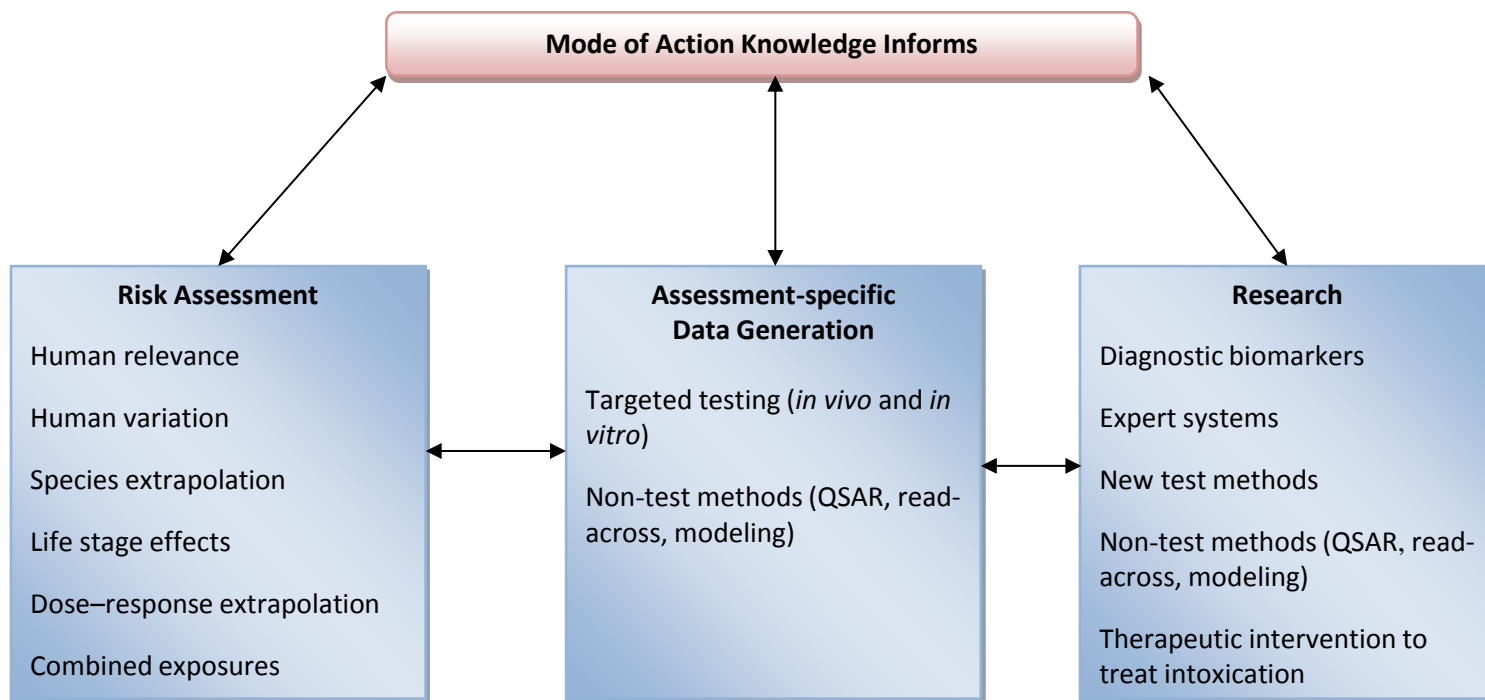 Mode of Action Knowledge Informs
Risk Assessment
Human relevance
Human variation
Species extrapolation
Life stage effects
Dose–response extrapolation
Combined exposures
Assessment-specific
Data Generation
Targeted testing (in vivo and in
vitro)
Non-test methods (QSAR, read-
across, modeling)
Research
Diagnostic biomarkers
Expert systems
New test methods
Non-test methods (QSAR, read-
across, modeling)
Therapeutic intervention to
treat intoxication